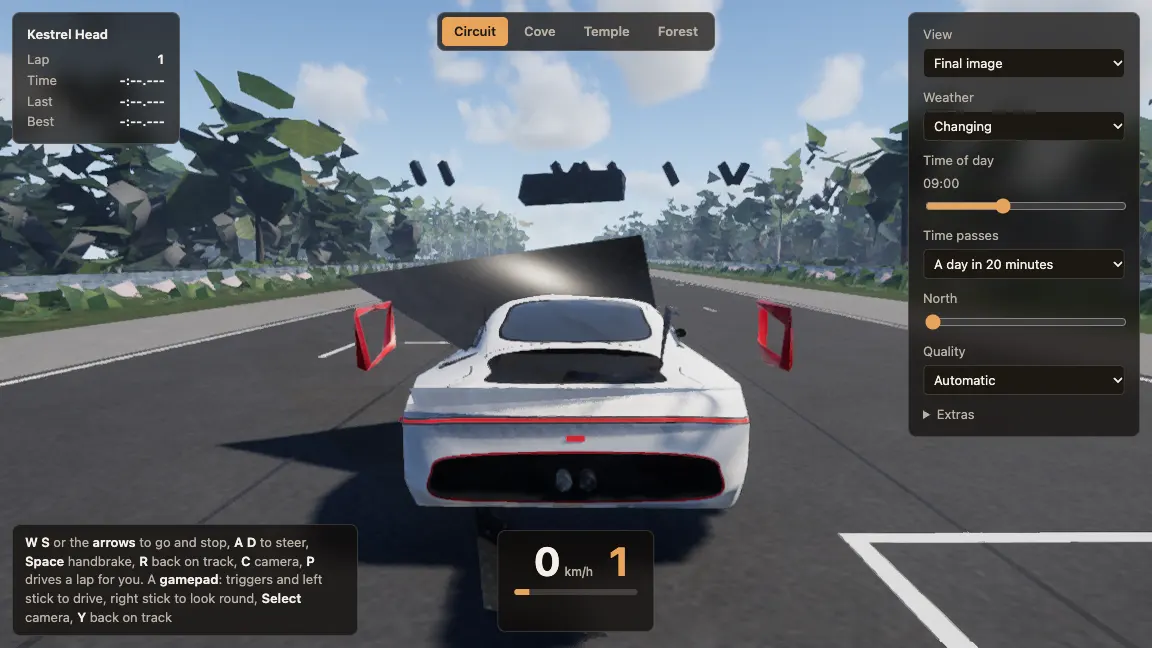 Kestrel Head
Lap 1
Time -:--.---
Last -:--.---
Best -:--.---
Circuit Cove Temple Forest
View
Final image
Weather
Changing
Time of day
09:00
Time passes
A day in 20 minutes
North
Quality
Automatic
Extras
W S or the arrows to go and stop, A D to steer,
Space handbrake, R back on track, C camera, P
drives a lap for you. A gamepad: triggers and left
stick to drive, right stick to look round, Select
camera, Y back on track
0 km/h 1